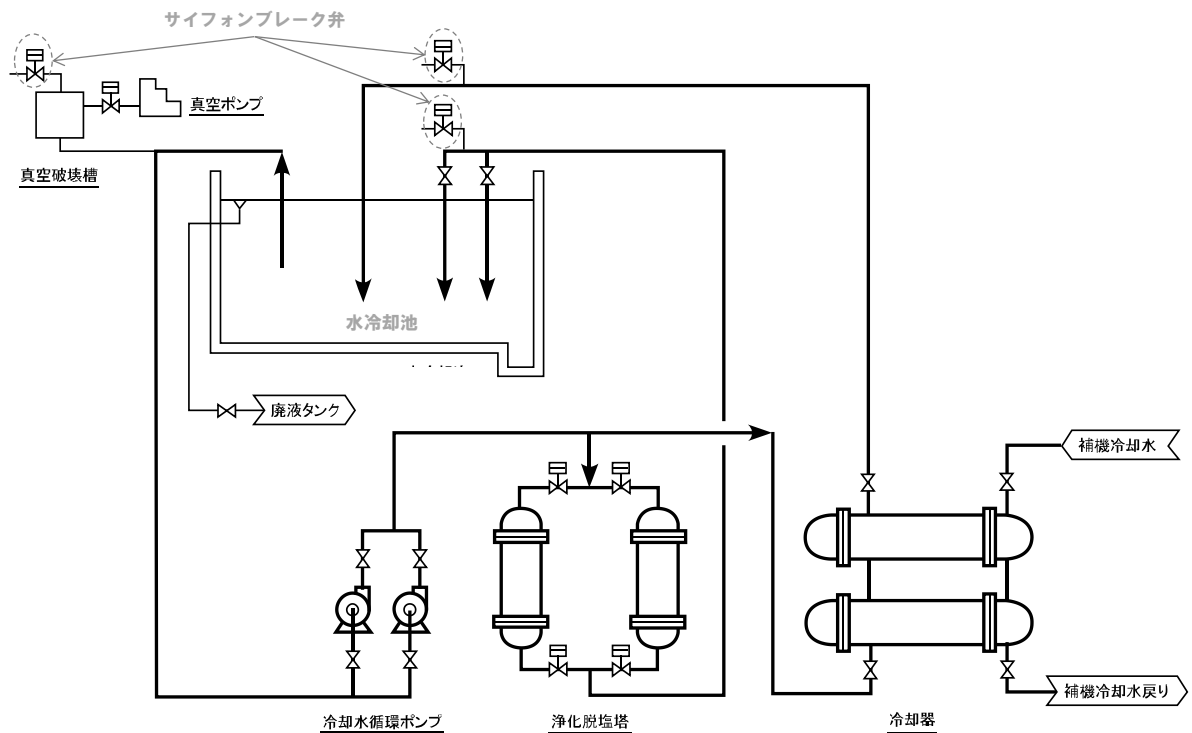 サイフォンブレーク弁
真空ポンプ
真空破壊槽
水冷却池
廃液タンク
補機冷却水
補機冷却水戻り
冷却水循環ポンプ
浄化脱塩塔
冷却器